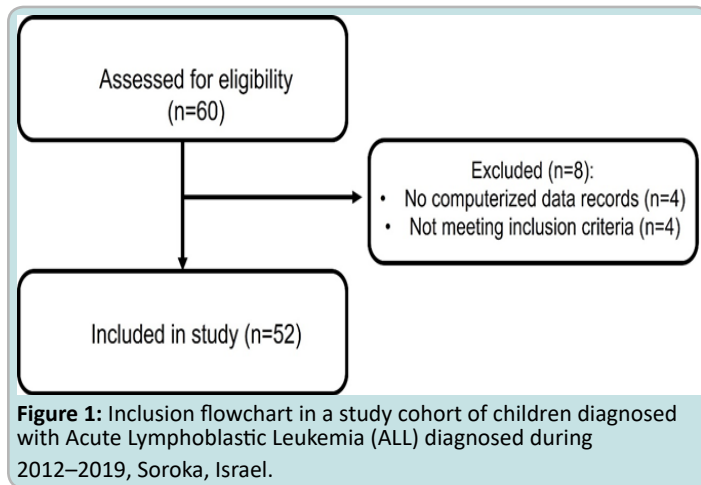 Assessed for eligibility
(n=60)
Excluded (n=8):
• No computerized data records (n=4)
• Not meeting inclusion criteria (n=4)
Included in study (n=52)
Figure 1: Inclusion flowchart in a study cohort of children diagnosed
with Acute Lymphoblastic Leukemia (ALL) diagnosed during
2012–2019, Soroka, Israel.